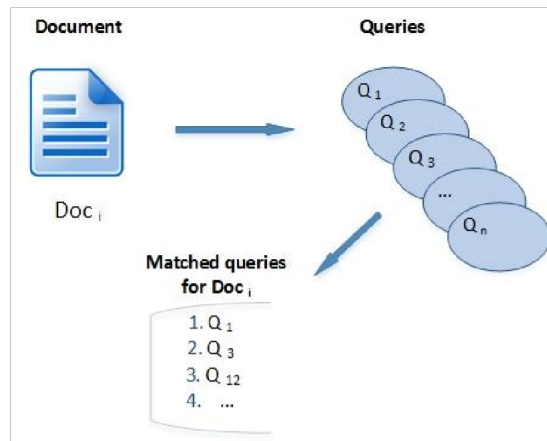 Document
Queries
Doc i
Q 1
Q 2
Q 3
...
Q n
Matched queries
for Doc i
1. Q 1
2. Q 3
3. Q 12
4. ...